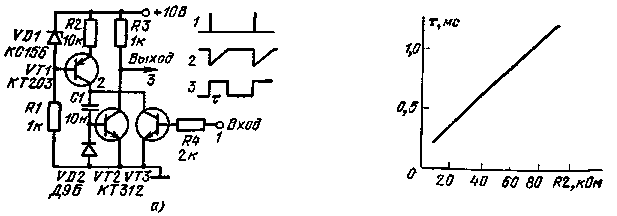 +10В
R2
10к
R3
1к
VD1
КС156
VT1
КТ203
Выход
3
2
C1
10н
R1
1к
Вход
1
R4
2к
VD2
Д9Б
VT2
VT3
КТ312
а)
1
2
3
τ
τ, мс
1,0
0,5
0
20
40
60
80
R2, кОм